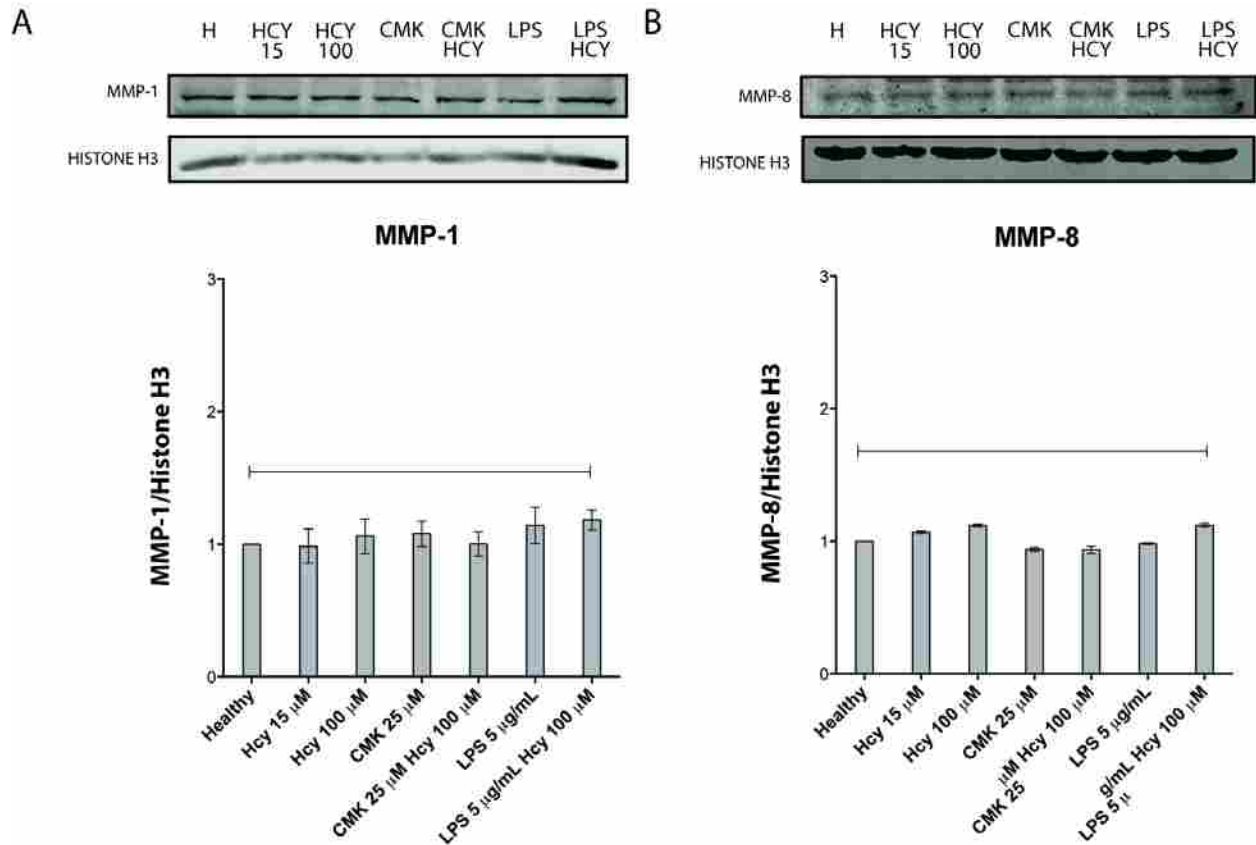 A
H HCY HCY CMK CMK LPS LPS
15 100 HCY HCY
MMP-1
HISTONE H3
MMP-1
3
2
1
0
MMP-1/Histone H3
Healthy
Hcy 15 μM
Hcy 100 μM
CMK 25 μM
CMK 25 μM Hcy 100 μM
LPS 5 μg/mL
LPS 5 μg/mL Hcy 100 μM
B
H HCY HCY CMK CMK LPS LPS
15 100 HCY HCY
MMP-8
HISTONE H3
MMP-8
3
2
1
0
MMP-8/Histone H3
Healthy
Hcy 15 μM
Hcy 100 μM
CMK 25 μM
μM Hcy 100 μM
CMK 25
LPS 5 μg/mL
g/mL Hcy 100 μM
LPS 5 μ